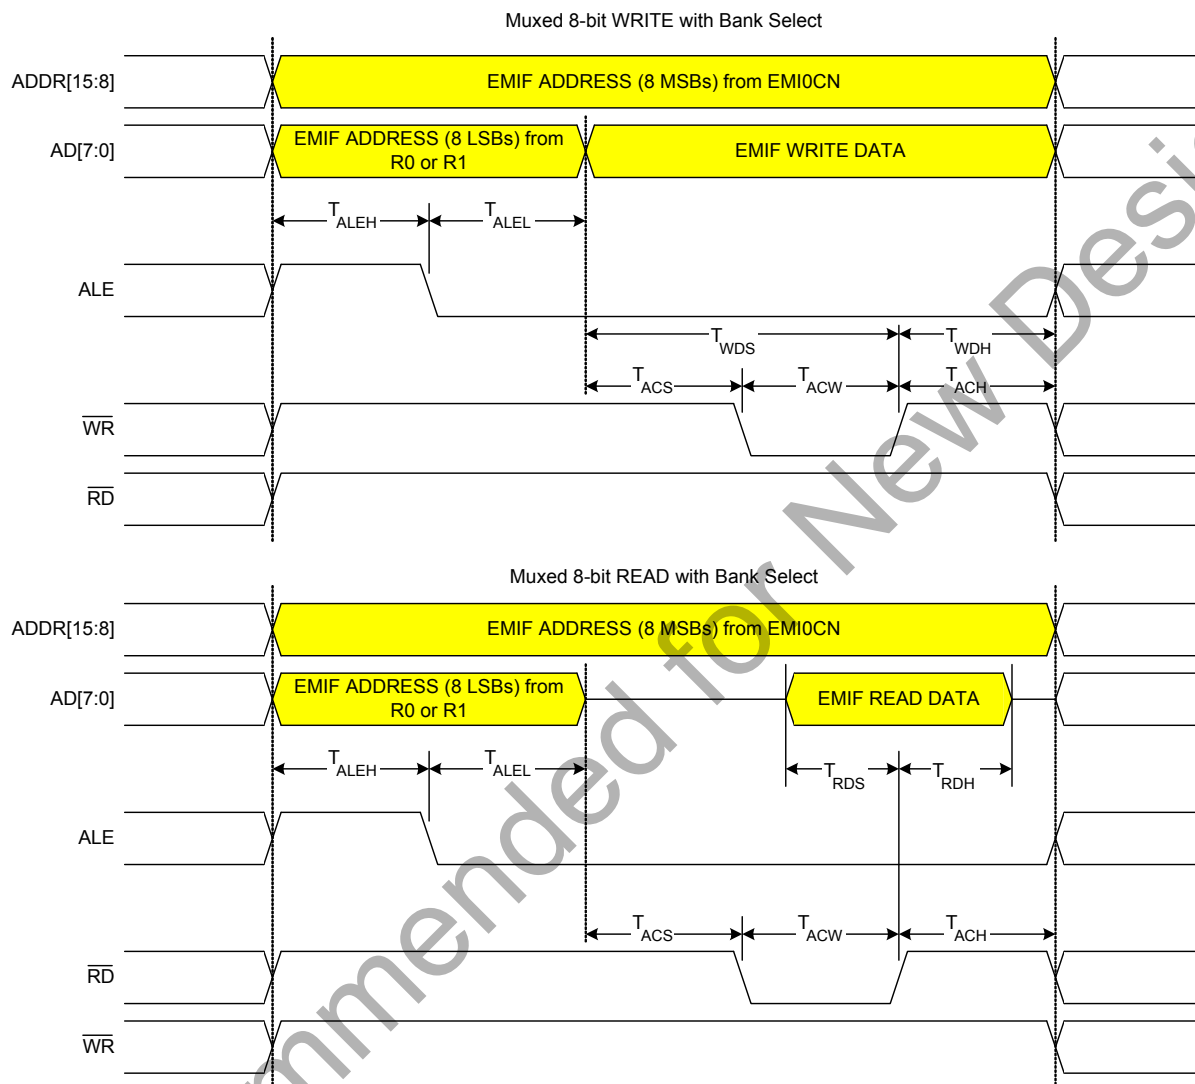 Muxed 8-bit WRITE with Bank Select
ADDR[15:8]
EMIF ADDRESS (8 MSBs) from EMI0CN
AD[7:0]
EMIF ADDRESS (8 LSBs) from
R0 or R1
EMIF WRITE DATA
TALEH
TALEL
ALE
TWDS
TWDH
TACS
TACW
TACH
WR
RD
Muxed 8-bit READ with Bank Select
ADDR[15:8]
EMIF ADDRESS (8 MSBs) from EMI0CN
AD[7:0]
EMIF ADDRESS (8 LSBs) from
R0 or R1
EMIF READ DATA
TALEH
TALEL
TRDS
TRDH
ALE
TACS
TACW
TACH
RD
WR
mmended for New Desi